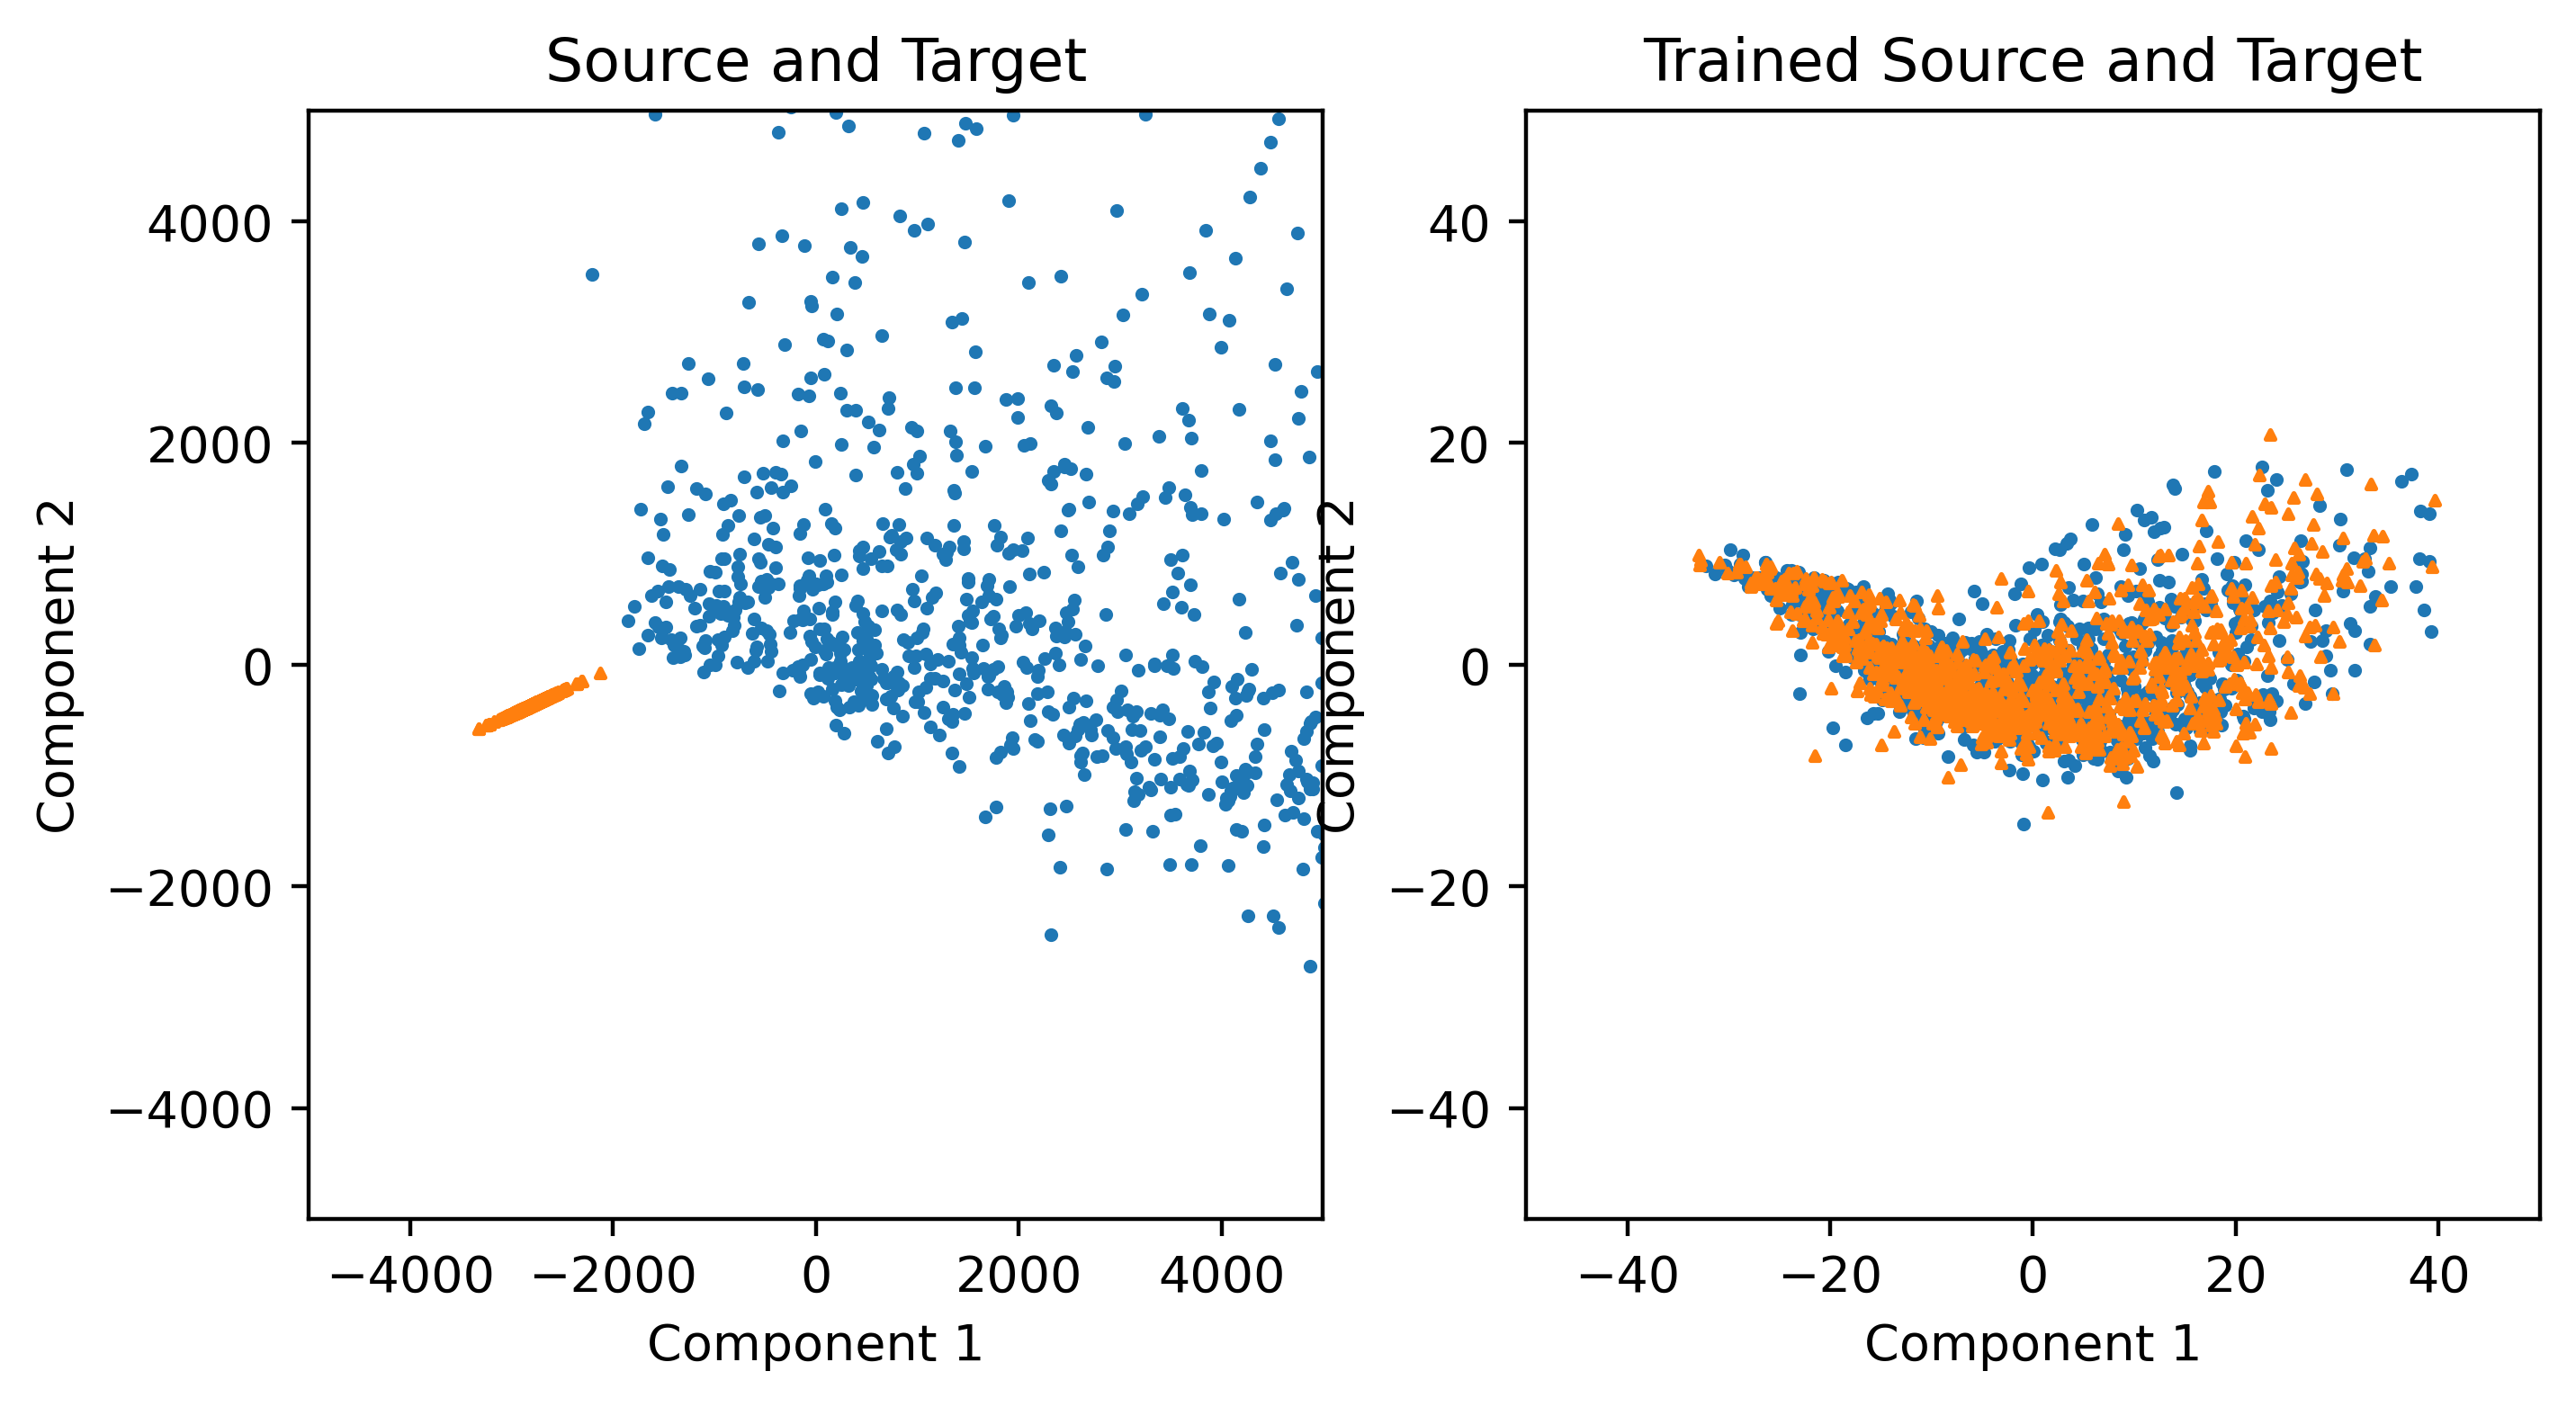 Source and Target
Component 2
4000
2000
0
−2000
−4000
−4000 −2000 0 2000 4000
Component 1
Trained Source and Target
Component 2
40
20
0
−20
−40
−40 −20 0 20 40
Component 1